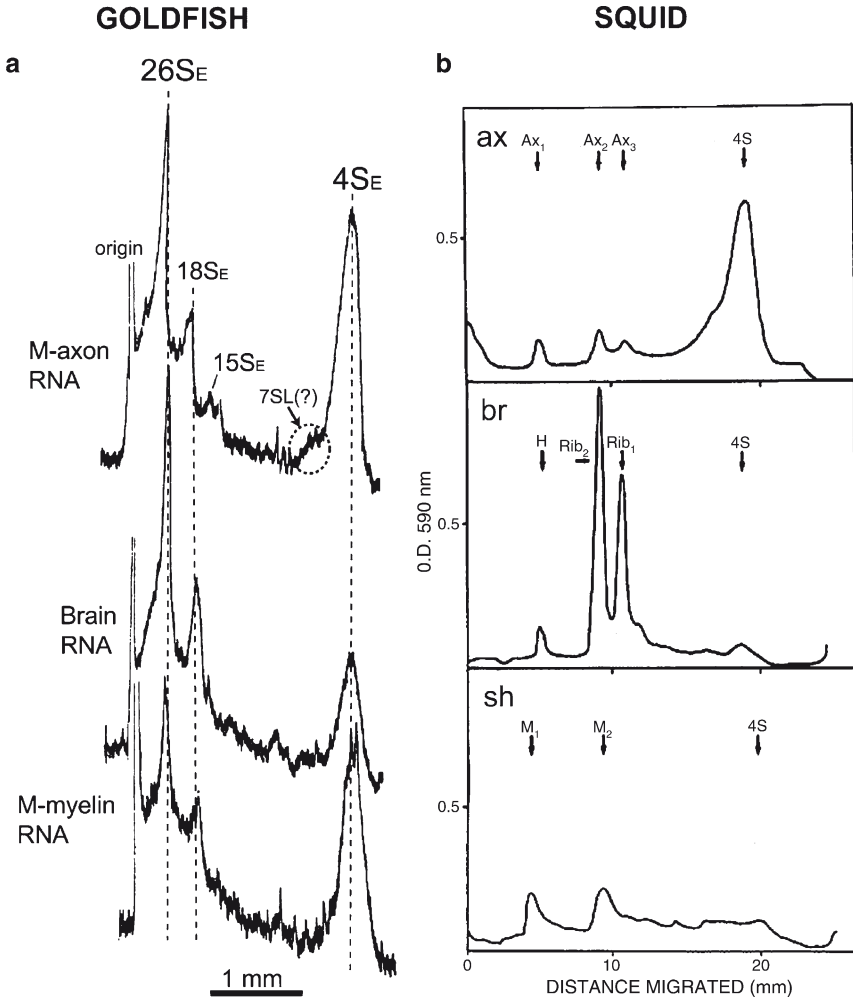 GOLDFISH
SQUID
a
26SE
origin
18SE
4SE
M-axon
RNA
15SE
7SL(?)
Brain
RNA
M-myelin
RNA
1 mm
b
ax
Ax1
Ax2
Ax3
4S
0.5
br
H
Rib2
Rib1
4S
0.5
O.D. 590 nm
sh
M1
M2
4S
0.5
0
10
20
DISTANCE MIGRATED (mm)